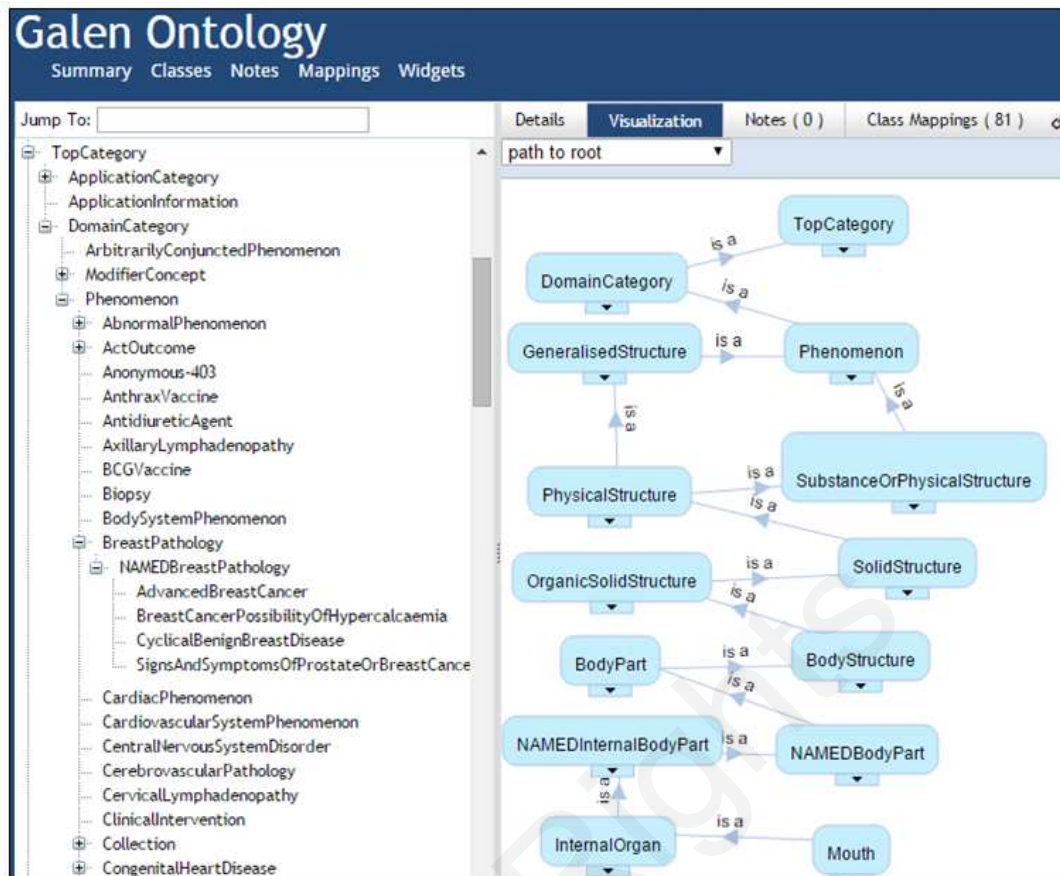 Galen Ontology
Summary Classes Notes Mappings Widgets
Jump To:
TopCategory
ApplicationCategory
ApplicationInformation
DomainCategory
ArbitrarilyConjunctedPhenomenon
ModifierConcept
Phenomenon
AbnormalPhenomenon
ActOutcome
Anonymous-403
AnthraxVaccine
AntidiureticAgent
AxillaryLymphadenopathy
BCGVaccine
Biopsy
BodySystemPhenomenon
BreastPathology
NAMEDBreastPathology
AdvancedBreastCancer
BreastCancerPossibilityOfHypercalcaemia
CyclicalBenignBreastDisease
SignsAndSymptomsOfProstateOrBreastCance
CardiacPhenomenon
CardiovascularSystemPhenomenon
CentralNervousSystemDisorder
CerebrovascularPathology
CervicalLymphadenopathy
ClinicalIntervention
Collection
CongenitalHeartDisease
Details Visualization Notes ( 0 ) Class Mappings ( 81 )
path to root
TopCategory
is a
DomainCategory
is a
GeneralisedStructure
is a
Phenomenon
is a
is a
PhysicalStructure
is a
SubstanceOrPhysicalStructure
is a
OrganicSolidStructure
is a
SolidStructure
is a
BodyPart
is a
BodyStructure
is a
NAMEDInternalBodyPart
is a
NAMEDBodyPart
is a
InternalOrgan
is a
Mouth
Rights